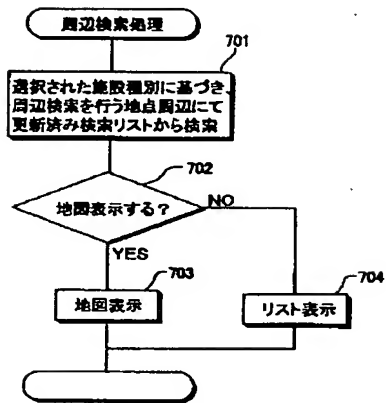 周辺検索処理
701
選択された施設種別に基づき、
周辺検索を行う地点周辺にて
更新済み検索リストから検索
702
地図表示する?
NO
YES
703
地図表示
704
リスト表示